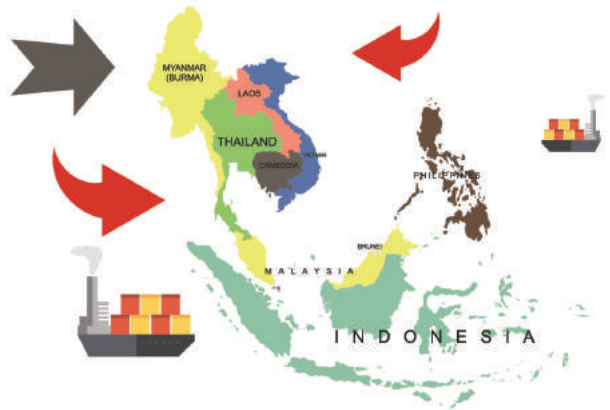 MYANMAR
(BURMA)
LAOS
THAILAND
VIETNAM
CAMBODIA
PHILIPPINES
BRUNEI
MALAYSIA
INDONESIA